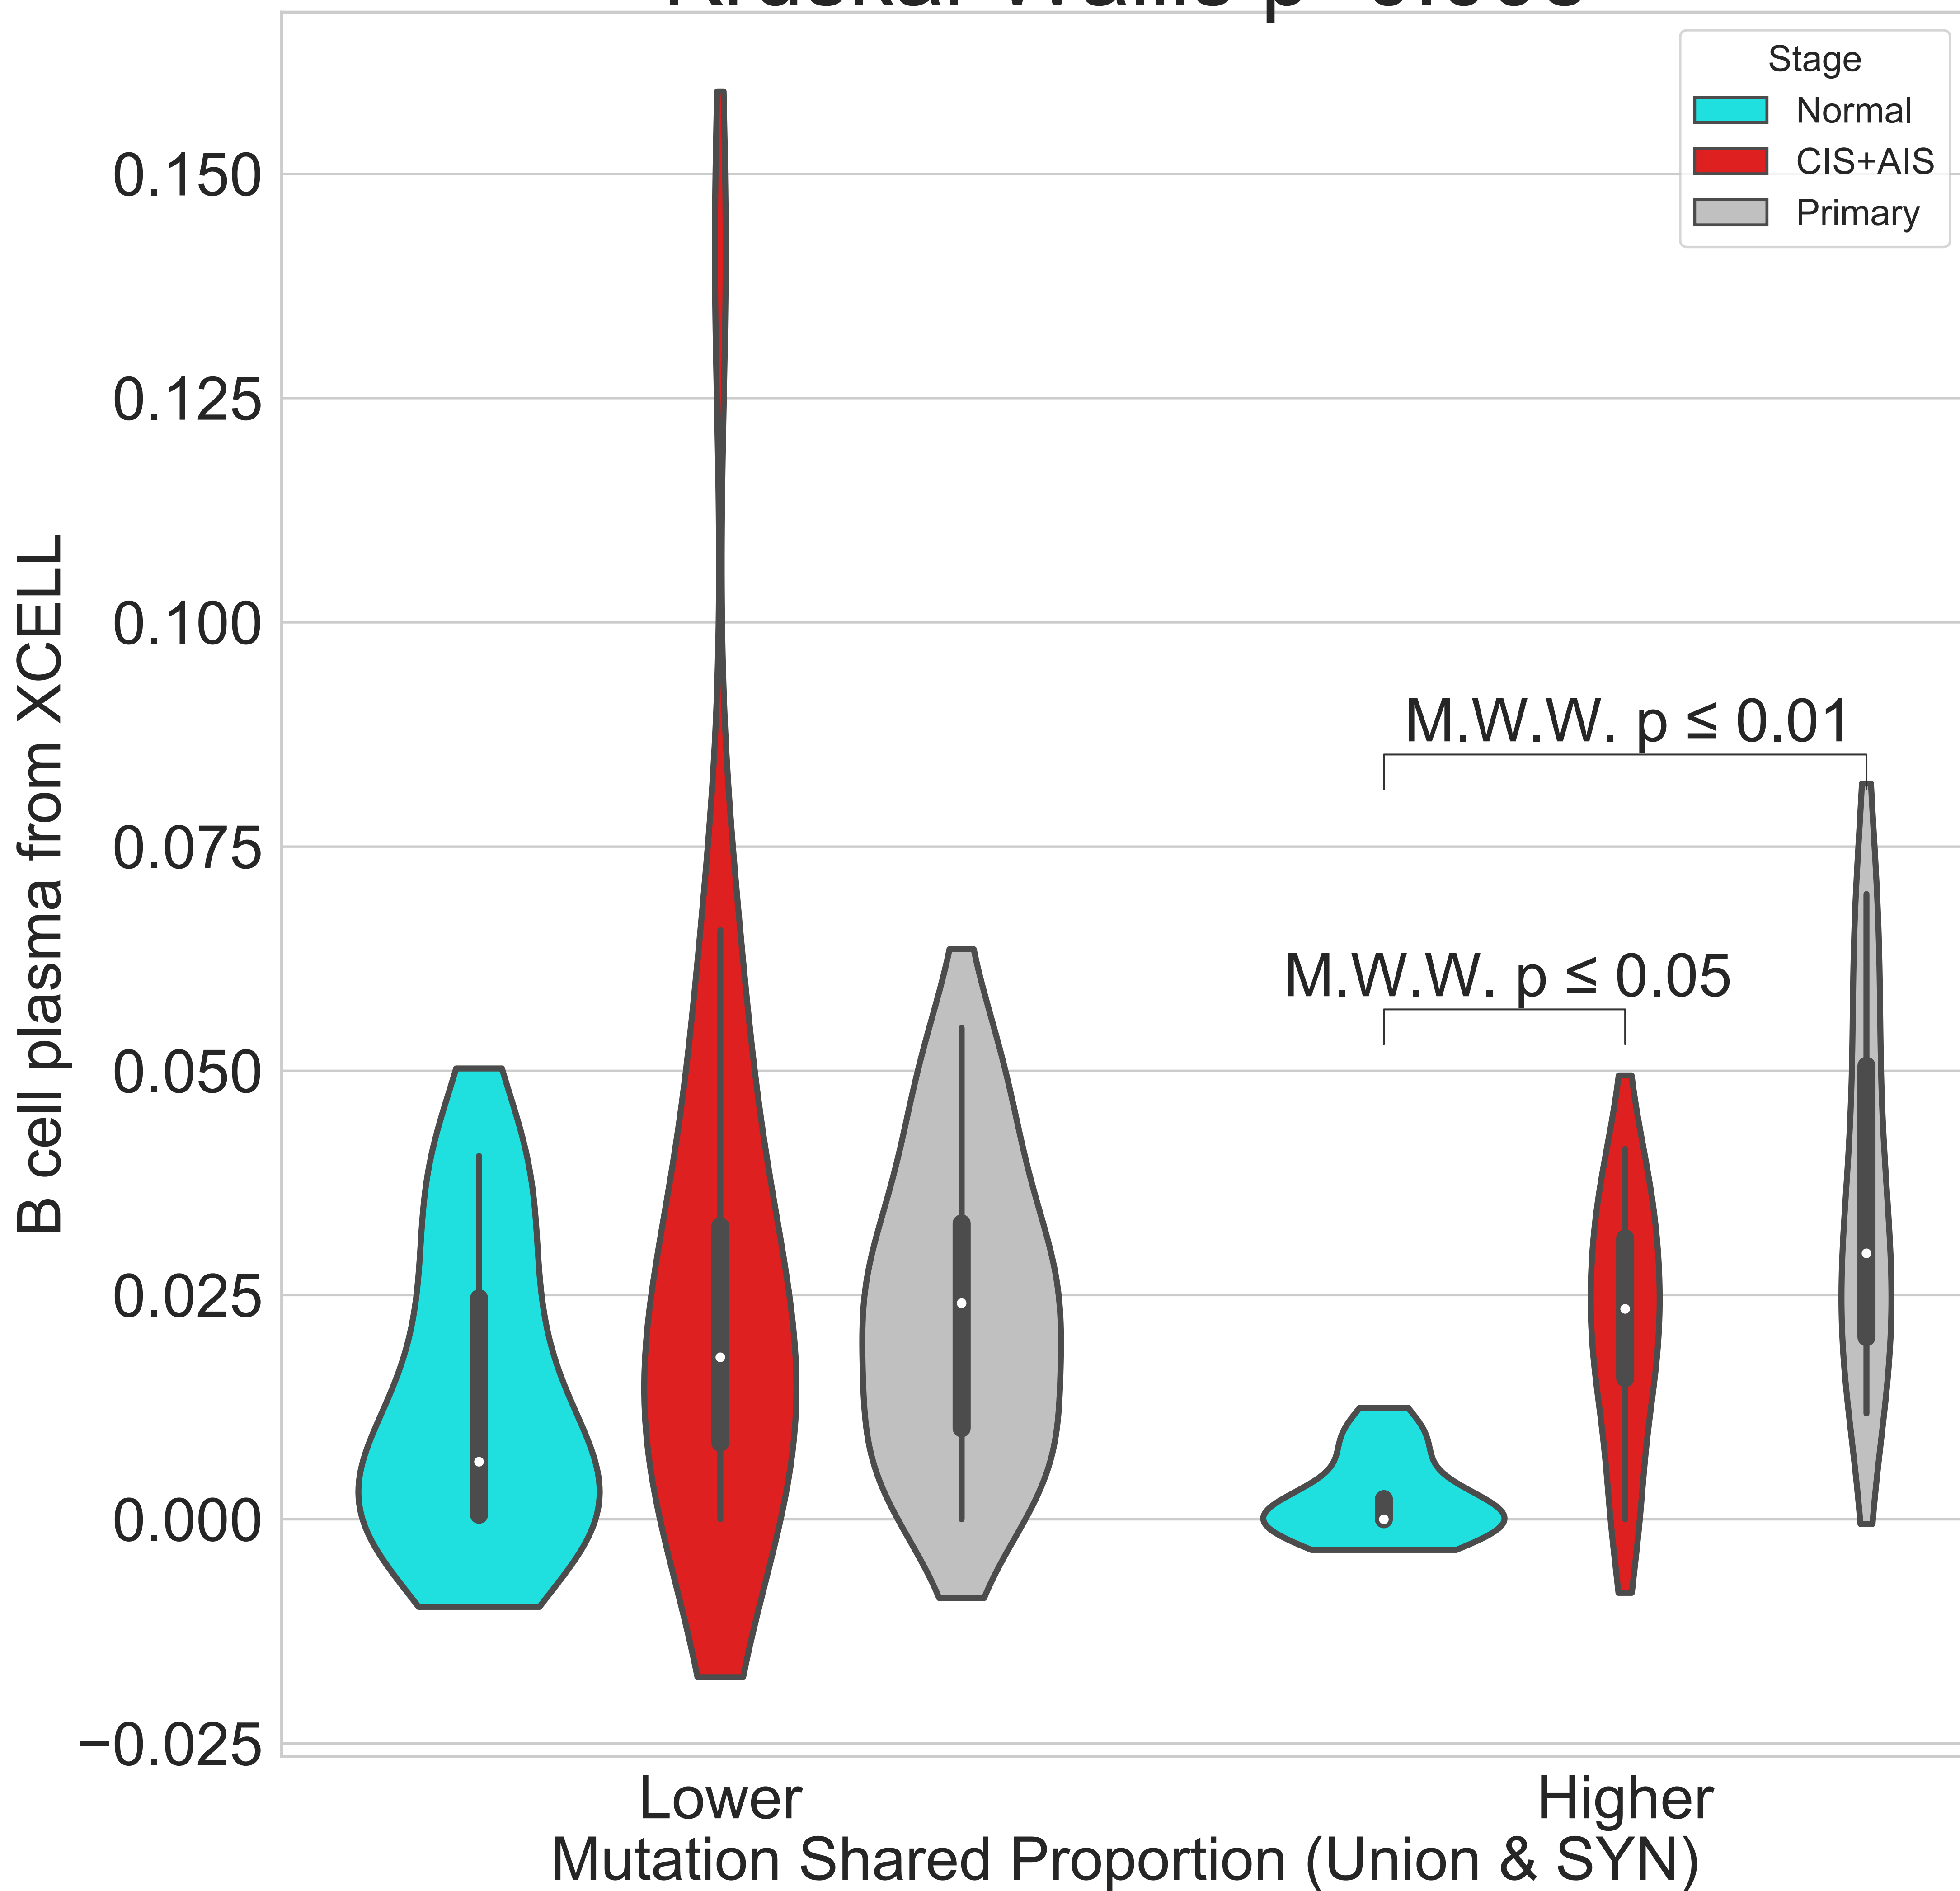 Stage
Normal
CIS+AIS
Primary
0.150
0.125
0.100
0.075
0.050
0.025
0.000
−0.025
B cell plasma from XCELL
M.W.W. p ≤ 0.01
M.W.W. p ≤ 0.05
Lower
Higher
Mutation Shared Proportion (Union & SYN)